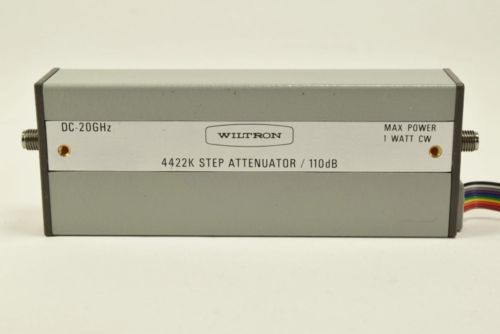 DC-20GHz
WILTRON
MAX POWER
1 WATT CW
4422K STEP ATTENUATOR / 110dB